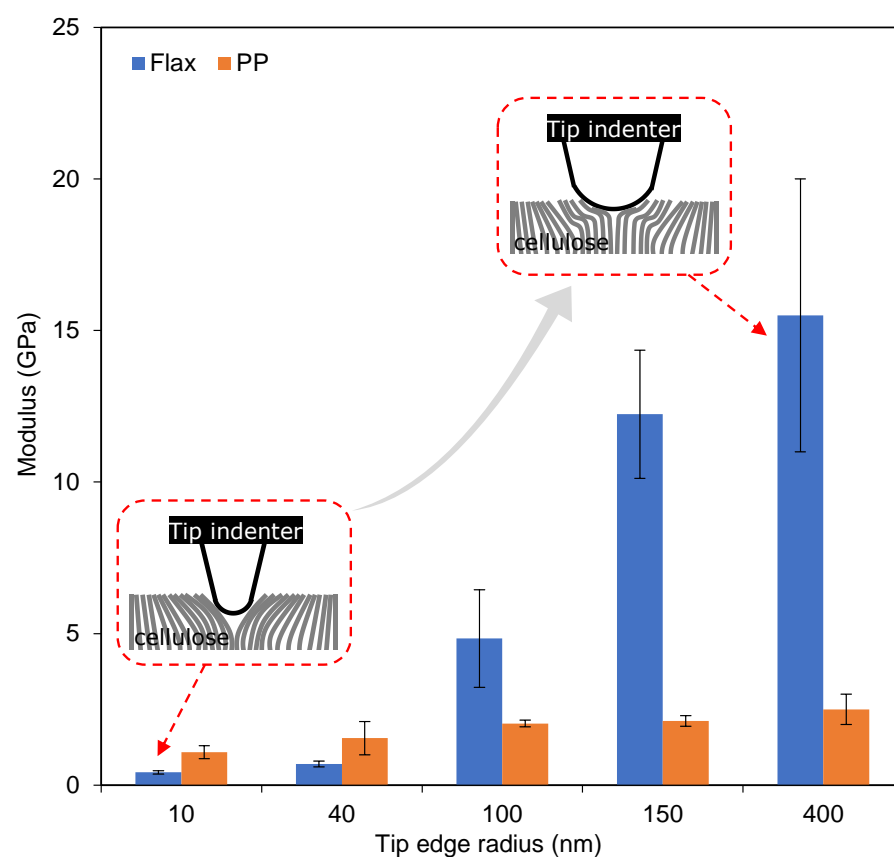 25
Flax PP
Tip indenter
20
cellulose
15
Modulus (GPa)
10
Tip indenter
5
cellulose
0
10 40 100 150 400
Tip edge radius (nm)